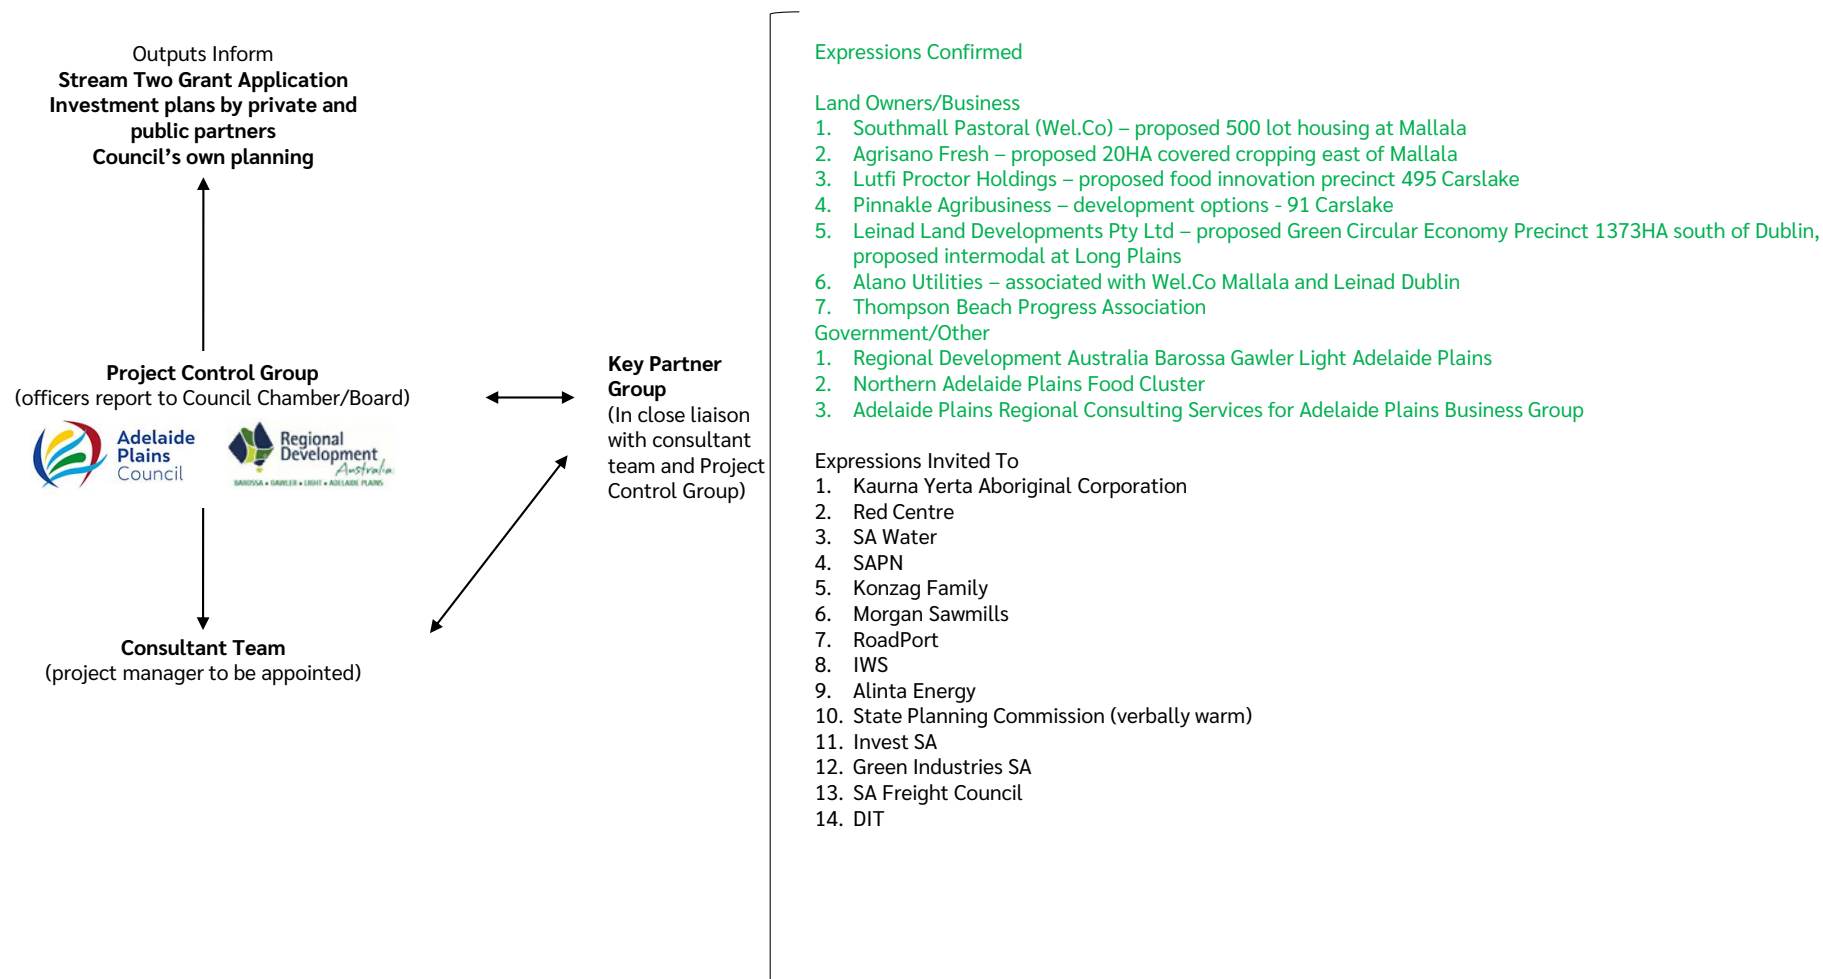 Outputs Inform
Stream Two Grant Application
Investment plans by private and
public partners
Council’s own planning
Project Control Group
(officers report to Council Chamber/Board)
Adelaide
Plains
Council
Regional
Development
Australia
BAROSSA • GAWLER • LIGHT • ADELAIDE PLAINS
Consultant Team
(project manager to be appointed)
Key Partner
Group
(In close liaison
with consultant
team and Project
Control Group)
Expressions Confirmed
Land Owners/Business
1. Southmall Pastoral (Wel.Co) – proposed 500 lot housing at Mallala
2. Agrisano Fresh – proposed 20HA covered cropping east of Mallala
3. Lutfi Proctor Holdings – proposed food innovation precinct 495 Carslake
4. Pinnakle Agribusiness – development options - 91 Carslake
5. Leinad Land Developments Pty Ltd – proposed Green Circular Economy Precinct 1373HA south of Dublin,
proposed intermodal at Long Plains
6. Alano Utilities – associated with Wel.Co Mallala and Leinad Dublin
7. Thompson Beach Progress Association
Government/Other
1. Regional Development Australia Barossa Gawler Light Adelaide Plains
2. Northern Adelaide Plains Food Cluster
3. Adelaide Plains Regional Consulting Services for Adelaide Plains Business Group
Expressions Invited To
1. Kaurna Yerta Aboriginal Corporation
2. Red Centre
3. SA Water
4. SAPN
5. Konzag Family
6. Morgan Sawmills
7. RoadPort
8. IWS
9. Alinta Energy
10. State Planning Commission (verbally warm)
11. Invest SA
12. Green Industries SA
13. SA Freight Council
14. DIT